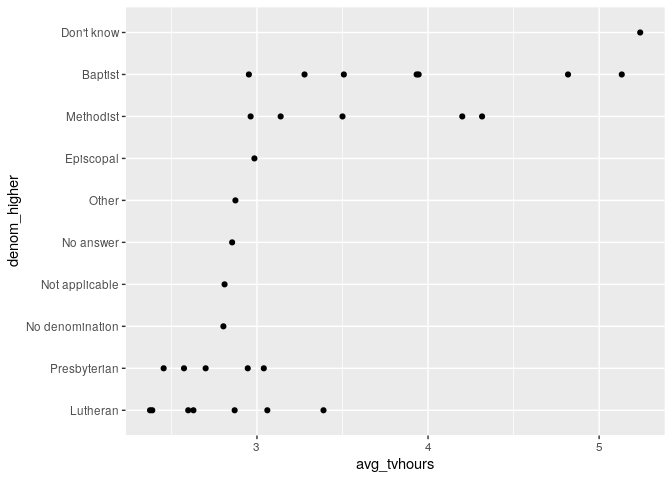 Don't know
Baptist
Methodist
Episcopal
Other
No answer
Not applicable
No denomination
Presbyterian
Lutheran
denom_higher
3 4 5
avg_tvhours